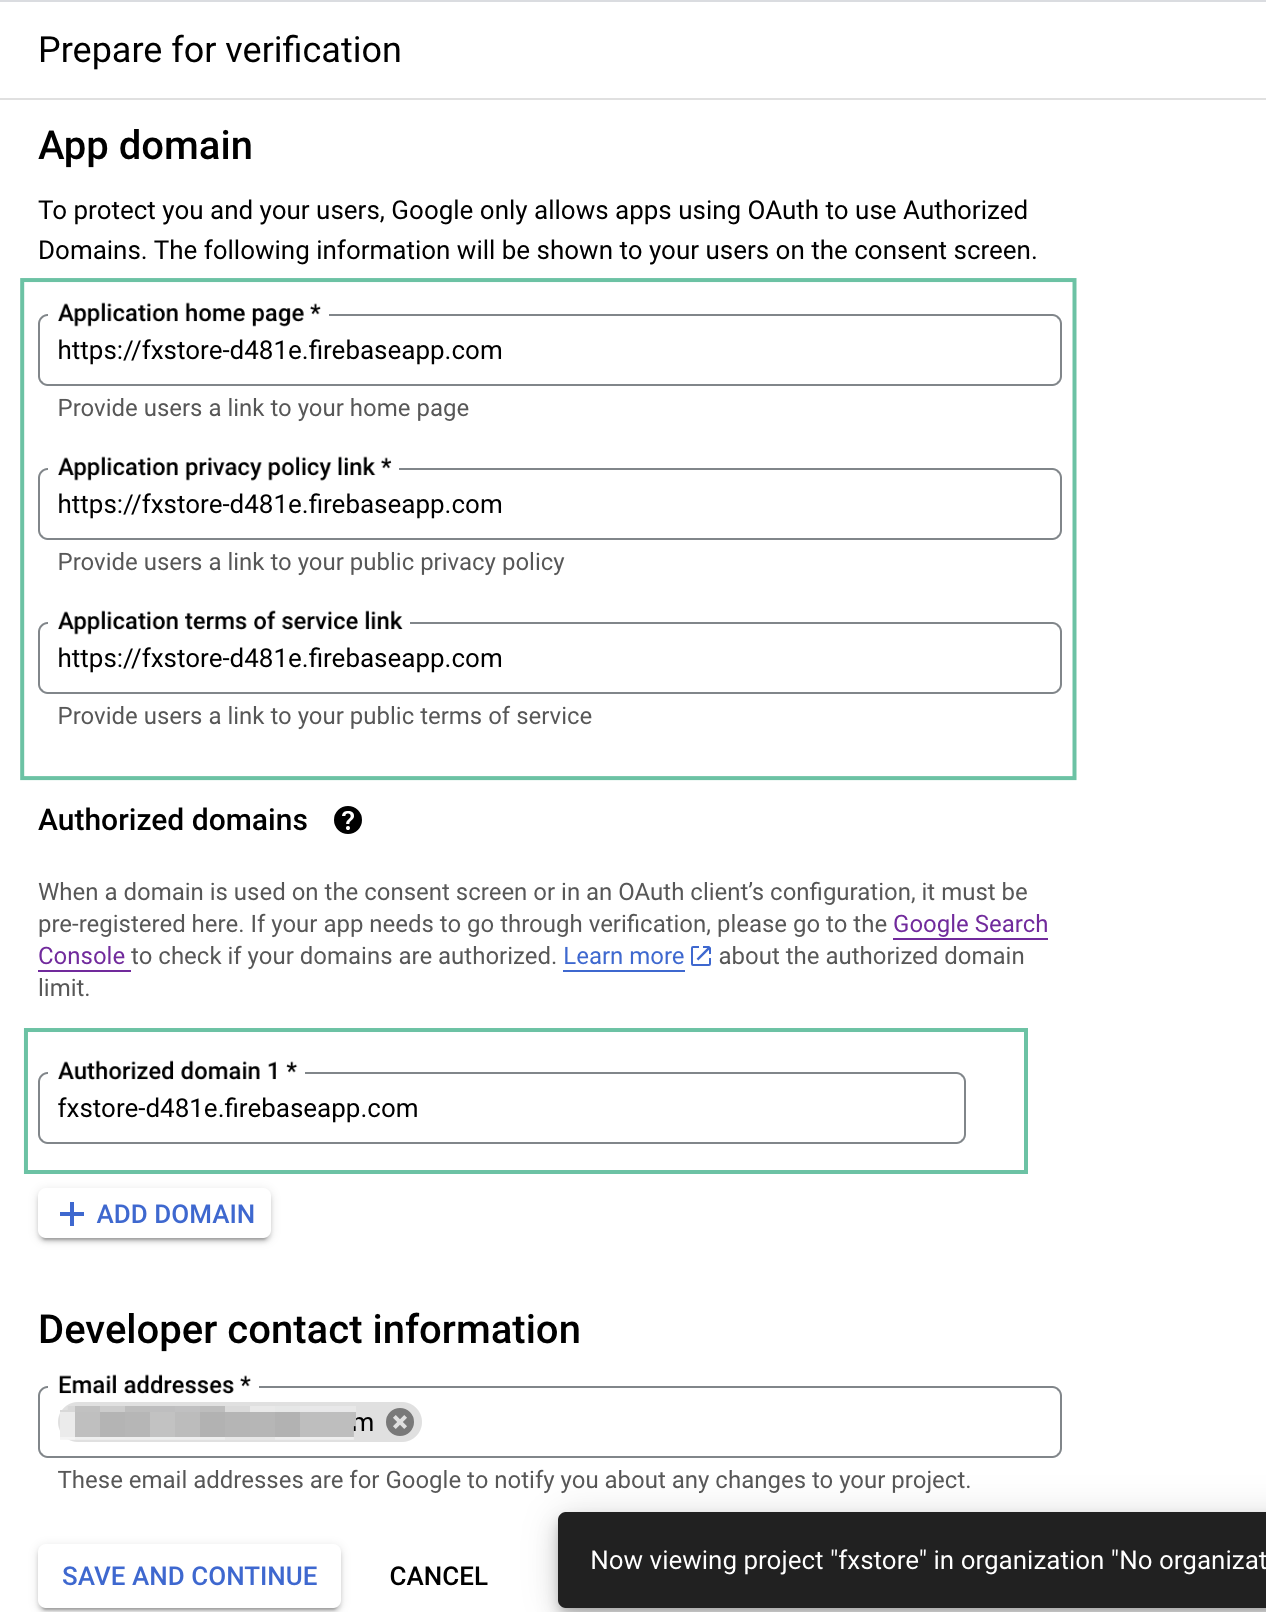 Prepare for verification
App domain
To protect you and your users, Google only allows apps using OAuth to use Authorized
Domains. The following information will be shown to your users on the consent screen.
Application home page *
https://fxstore-d481e.firebaseapp.com
Provide users a link to your home page
Application privacy policy link *
https://fxstore-d481e.firebaseapp.com
Provide users a link to your public privacy policy
Application terms of service link
https://fxstore-d481e.firebaseapp.com
Provide users a link to your public terms of service
Authorized domains
When a domain is used on the consent screen or in an OAuth client’s configuration, it must be
pre-registered here. If your app needs to go through verification, please go to the Google Search
Console to check if your domains are authorized. Learn more about the authorized domain
limit.
Authorized domain 1 *
fxstore-d481e.firebaseapp.com
ADD DOMAIN
Developer contact information
Email addresses *
m
These email addresses are for Google to notify you about any changes to your project.
SAVE AND CONTINUE CANCEL
Now viewing project "fxstore" in organization "No organizat